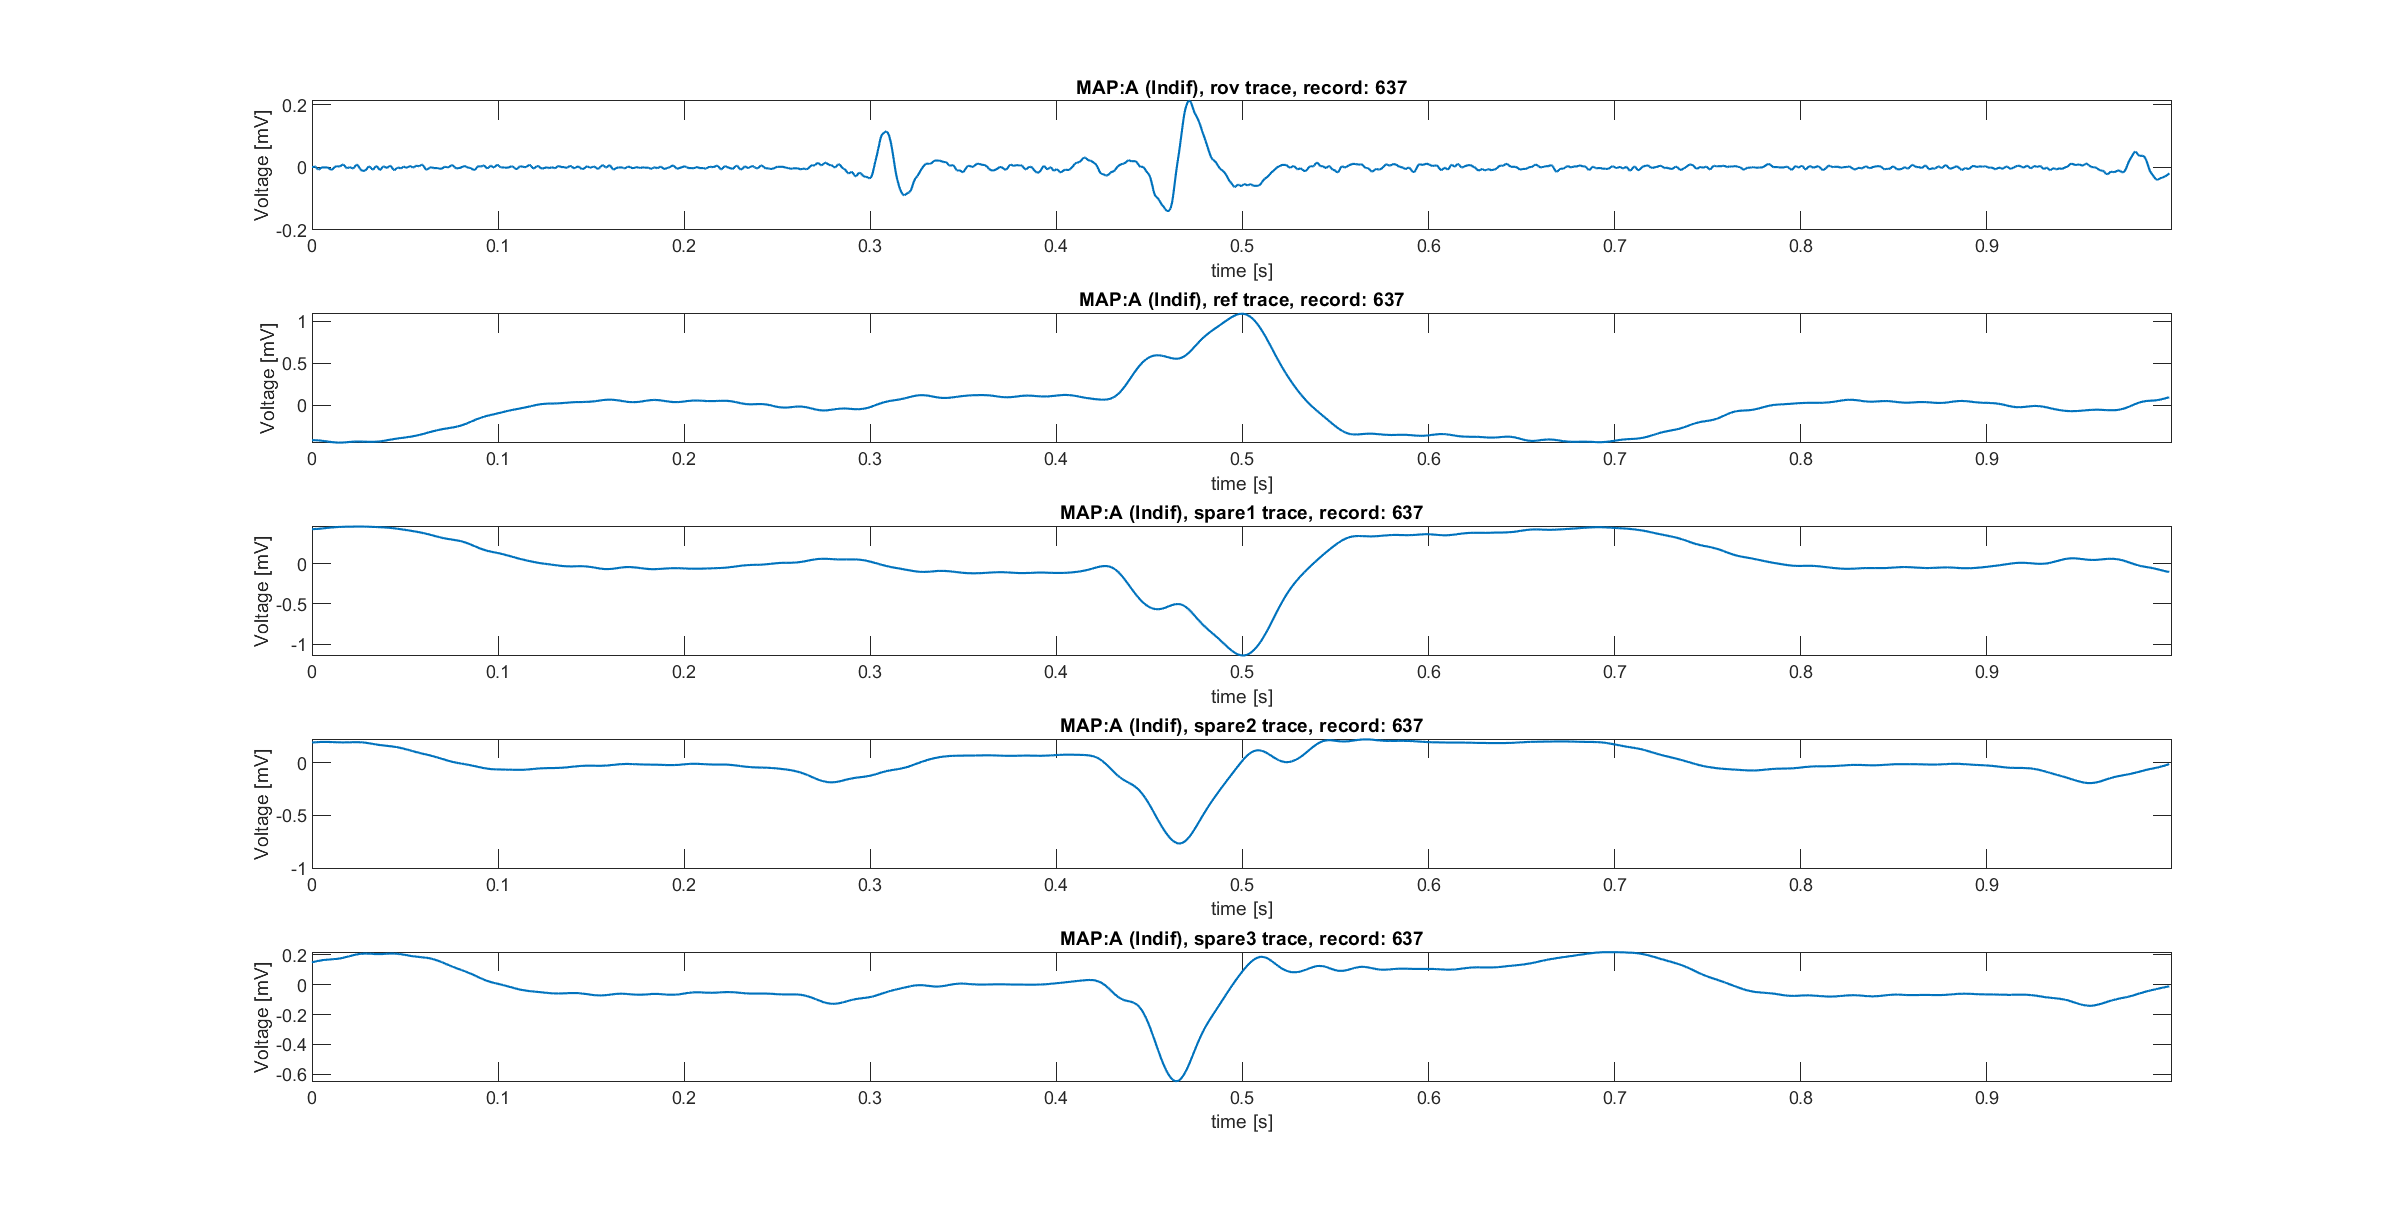 MAP:A (Indif), rov trace, record: 637
Voltage [mV]
0.2
0
-0.2
0 0.1 0.2 0.3 0.4 0.5 0.6 0.7 0.8 0.9
time [s]
MAP:A (Indif), ref trace, record: 637
Voltage [mV]
1
0.5
0
0 0.1 0.2 0.3 0.4 0.5 0.6 0.7 0.8 0.9
time [s]
MAP:A (Indif), spare1 trace, record: 637
Voltage [mV]
0
-0.5
-1
0 0.1 0.2 0.3 0.4 0.5 0.6 0.7 0.8 0.9
time [s]
MAP:A (Indif), spare2 trace, record: 637
Voltage [mV]
0
-0.5
-1
0 0.1 0.2 0.3 0.4 0.5 0.6 0.7 0.8 0.9
time [s]
MAP:A (Indif), spare3 trace, record: 637
Voltage [mV]
0.2
0
-0.2
-0.4
-0.6
0 0.1 0.2 0.3 0.4 0.5 0.6 0.7 0.8 0.9
time [s]